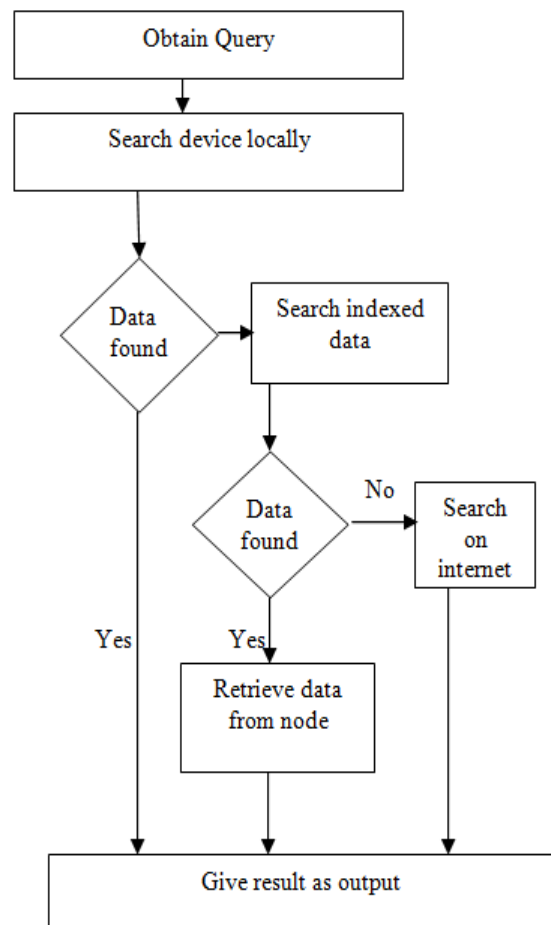 Obtain Query
Search device locally
Data
found
Search indexed
data
Data
found
No
Search
on
internet
Yes
Yes
Retrieve data
from node
Give result as output